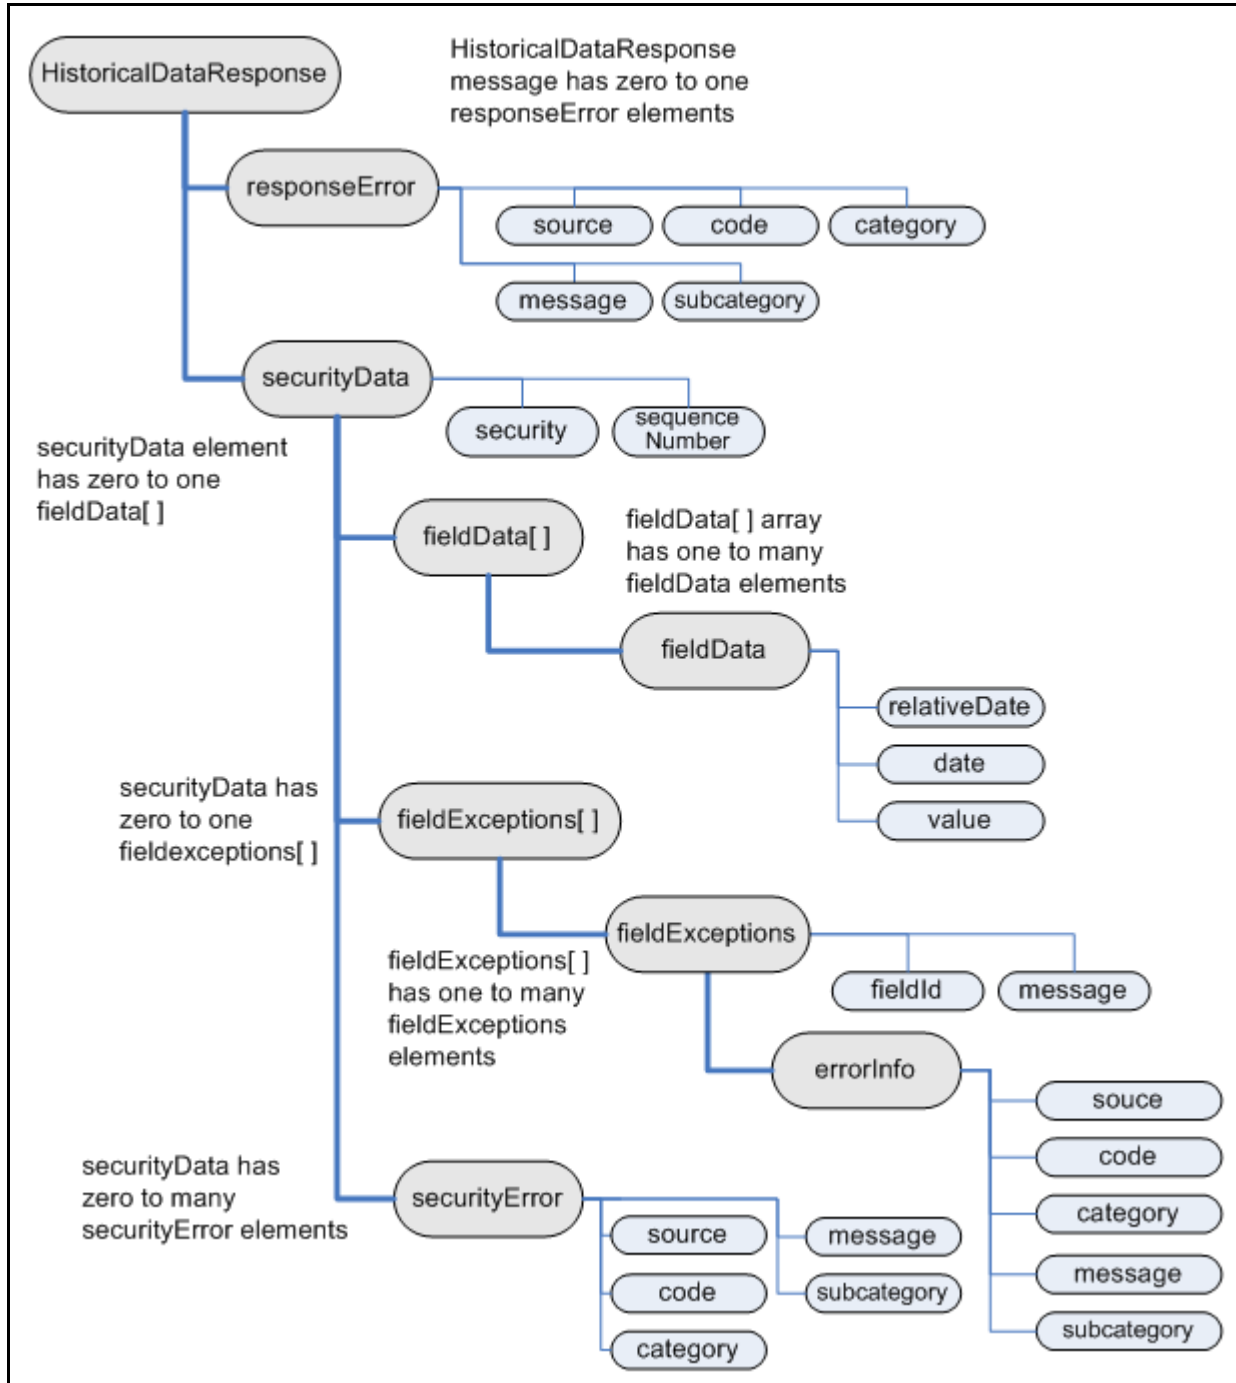 HistoricalDataResponse
HistoricalDataResponse
message has zero to one
responseError elements
responseError
source
code
category
message
subcategory
securityData
security
sequence
Number
securityData element
has zero to one
fieldData[ ]
fieldData[ ]
fieldData[ ] array
has one to many
fieldData elements
fieldData
relativeDate
date
value
securityData has
zero to one
fieldexceptions[ ]
fieldExceptions[ ]
fieldExceptions
fieldId
message
fieldExceptions[ ]
has one to many
fieldExceptions
elements
errorInfo
souce
code
category
message
subcategory
securityData has
zero to many
securityError elements
securityError
source
code
category
message
subcategory